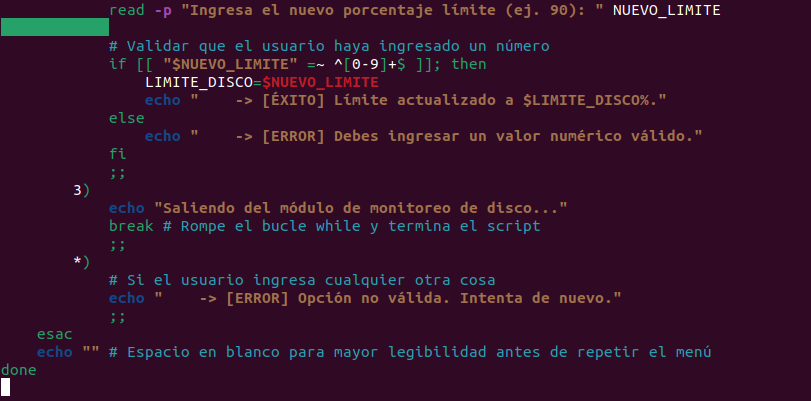 read -p "Ingresa el nuevo porcentaje límite (ej. 90): " NUEVO_LIMITE

            # Validar que el usuario haya ingresado un número
            if [[ "$NUEVO_LIMITE" =~ ^[0-9]+$ ]]; then
                LIMITE_DISCO=$NUEVO_LIMITE
                echo "    -> [ÉXITO] Límite actualizado a $LIMITE_DISCO%."
            else
                echo "    -> [ERROR] Debes ingresar un valor numérico válido."
            fi
            ;;
        3)
            echo "Saliendo del módulo de monitoreo de disco..."
            break # Rompe el bucle while y termina el script
            ;;
        *)
            # Si el usuario ingresa cualquier otra cosa
            echo "    -> [ERROR] Opción no válida. Intenta de nuevo."
            ;;
    esac
    echo "" # Espacio en blanco para mayor legibilidad antes de repetir el menú
done